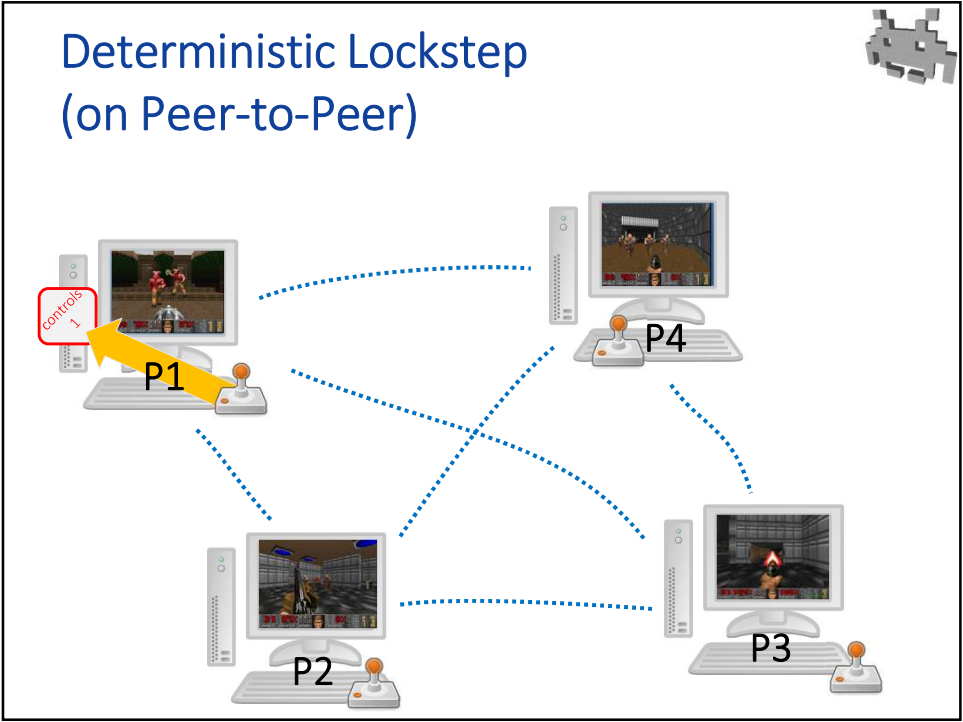 Deterministic Lockstep
(on Peer-to-Peer)
controls
1
P1
P4
P2
P3